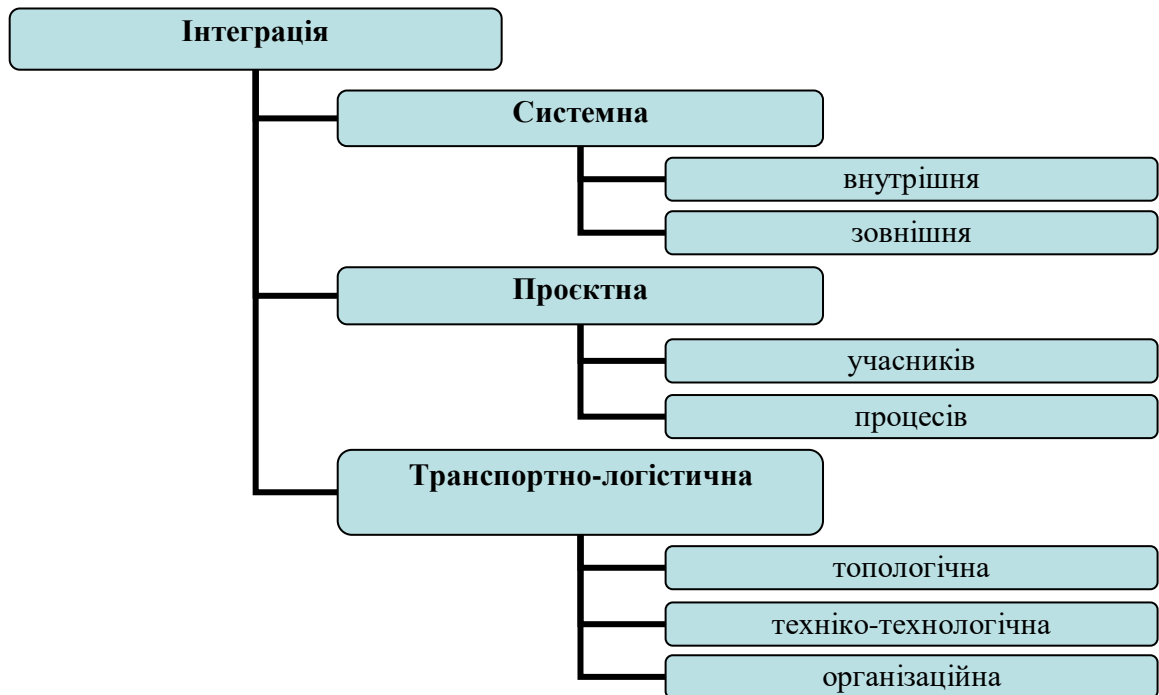 Інтеграція
Системна
внутрішня
зовнішня
Проєктна
учасників
процесів
Транспортно-логістична
топологічна
техніко-технологічна
організаційна